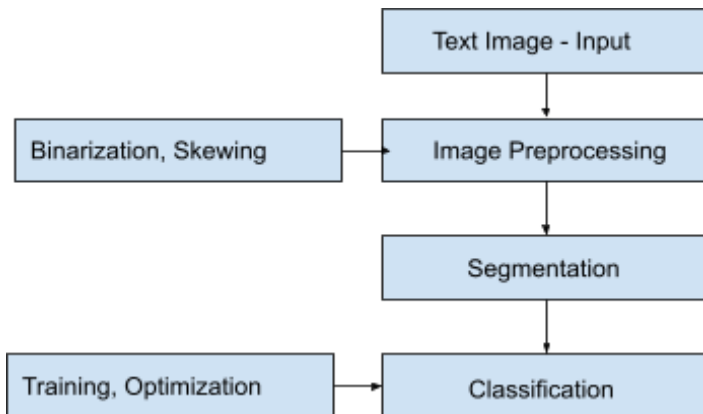 Text Image - Input
Binarization, Skewing
Image Preprocessing
Segmentation
Training, Optimization
Classification